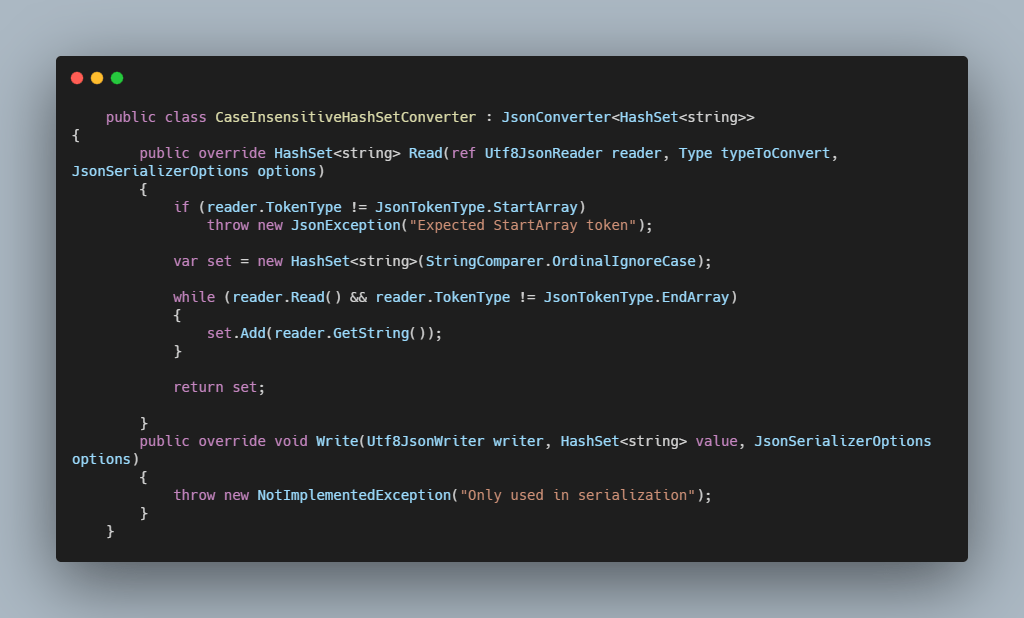 public class CaseInsensitiveHashSetConverter : JsonConverter<HashSet<string>>
{
        public override HashSet<string> Read(ref Utf8JsonReader reader, Type typeToConvert,
JsonSerializerOptions options)
        {
            if (reader.TokenType != JsonTokenType.StartArray)
                throw new JsonException("Expected StartArray token");

            var set = new HashSet<string>(StringComparer.OrdinalIgnoreCase);

            while (reader.Read() && reader.TokenType != JsonTokenType.EndArray)
            {
                set.Add(reader.GetString());
            }

            return set;

        }
        public override void Write(Utf8JsonWriter writer, HashSet<string> value, JsonSerializerOptions
options)
        {
            throw new NotImplementedException("Only used in serialization");
        }
    }